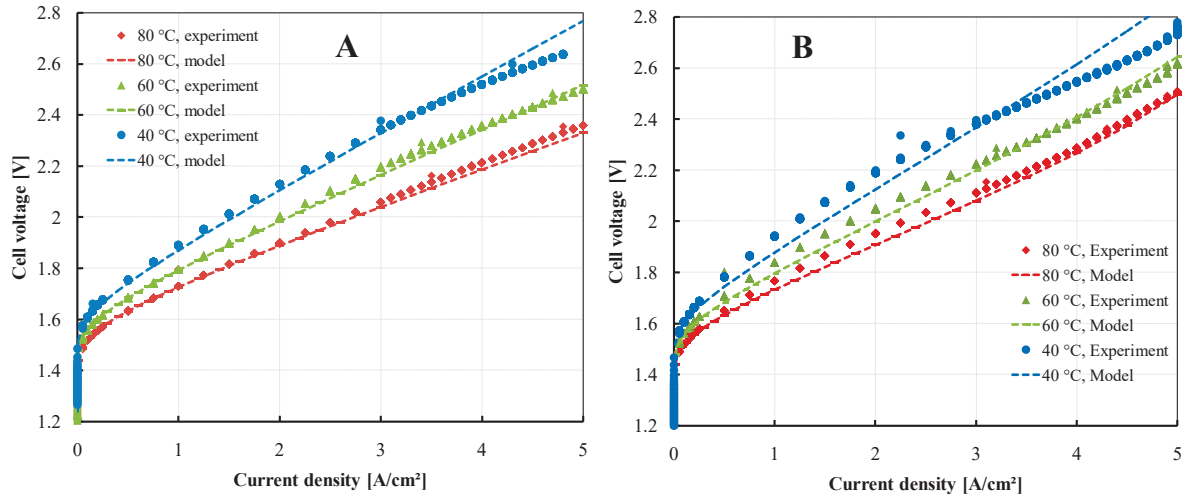 A
80 °C, experiment
80 °C, model
60 °C, experiment
60 °C, model
40 °C, experiment
40 °C, model
Cell voltage [V]
2.8
2.6
2.4
2.2
2.0
1.8
1.6
1.4
1.2
0 1 2 3 4 5
Current density [A/cm²]
B
80 °C, Experiment
80 °C, Model
60 °C, Experiment
60 °C, Model
40 °C, Experiment
40 °C, Model
Cell voltage [V]
2.8
2.6
2.4
2.2
2.0
1.8
1.6
1.4
1.2
0 1 2 3 4 5
Current density [A/cm²]